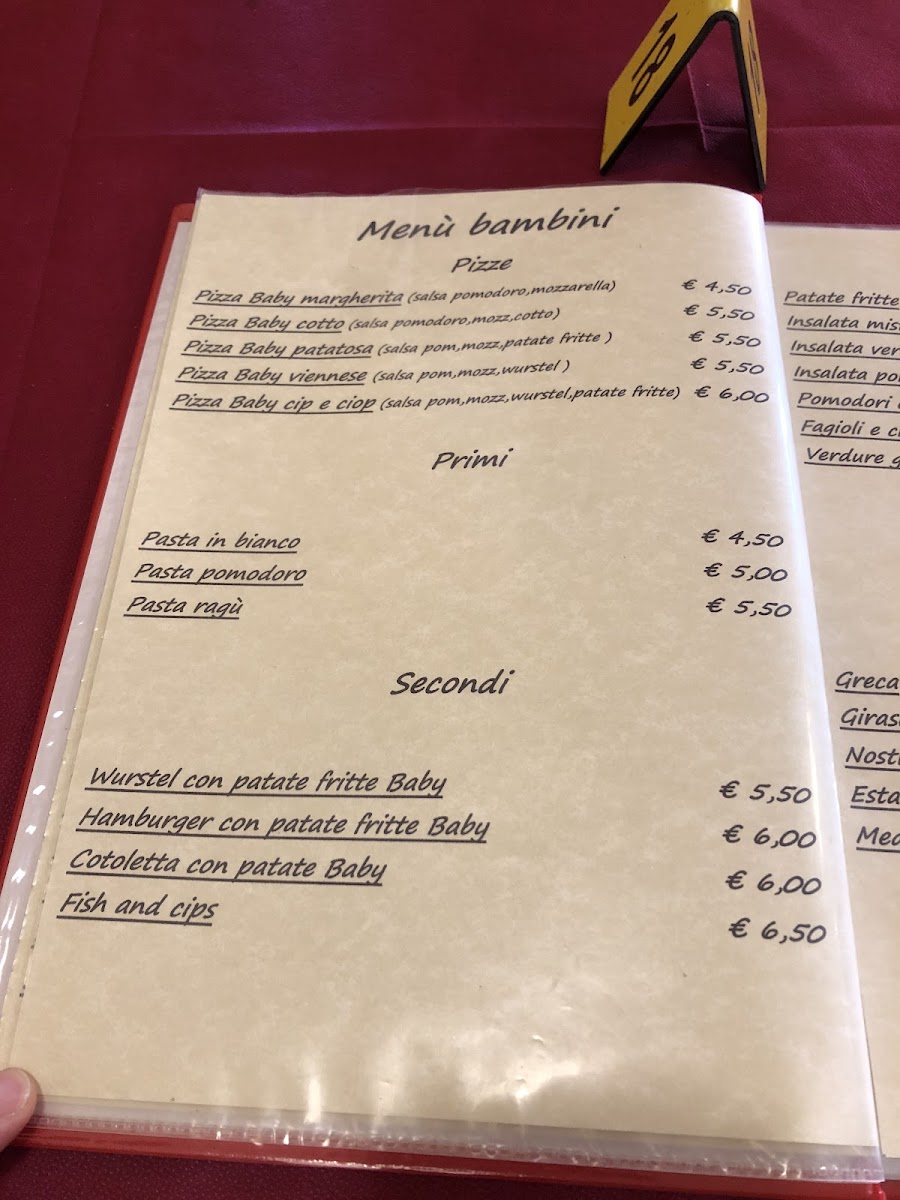 18
Menù bambini
Pizze
Pizza Baby margherita (salsa pomodoro,mozzarella) € 4,50
Pizza Baby cotto (salsa pomodoro,mozz,cotto) € 5,50
Pizza Baby patatosa (salsa pom,mozz,patate fritte ) € 5,50
Pizza Baby viennese (salsa pom,mozz,wurstel ) € 5,50
Pizza Baby cip e ciop (salsa pom,mozz,wurstel,patate fritte) € 6,00
Primi
Pasta in bianco € 4,50
Pasta pomodoro € 5,00
Pasta ragù € 5,50
Secondi
Wurstel con patate fritte Baby € 5,50
Hamburger con patate fritte Baby € 6,00
Cotoletta con patate Baby € 6,00
Fish and cips € 6,50
Patate fritte
Insalata
Insalata
Insalata
Pomodori
Fagioli e
Verdure
Greca